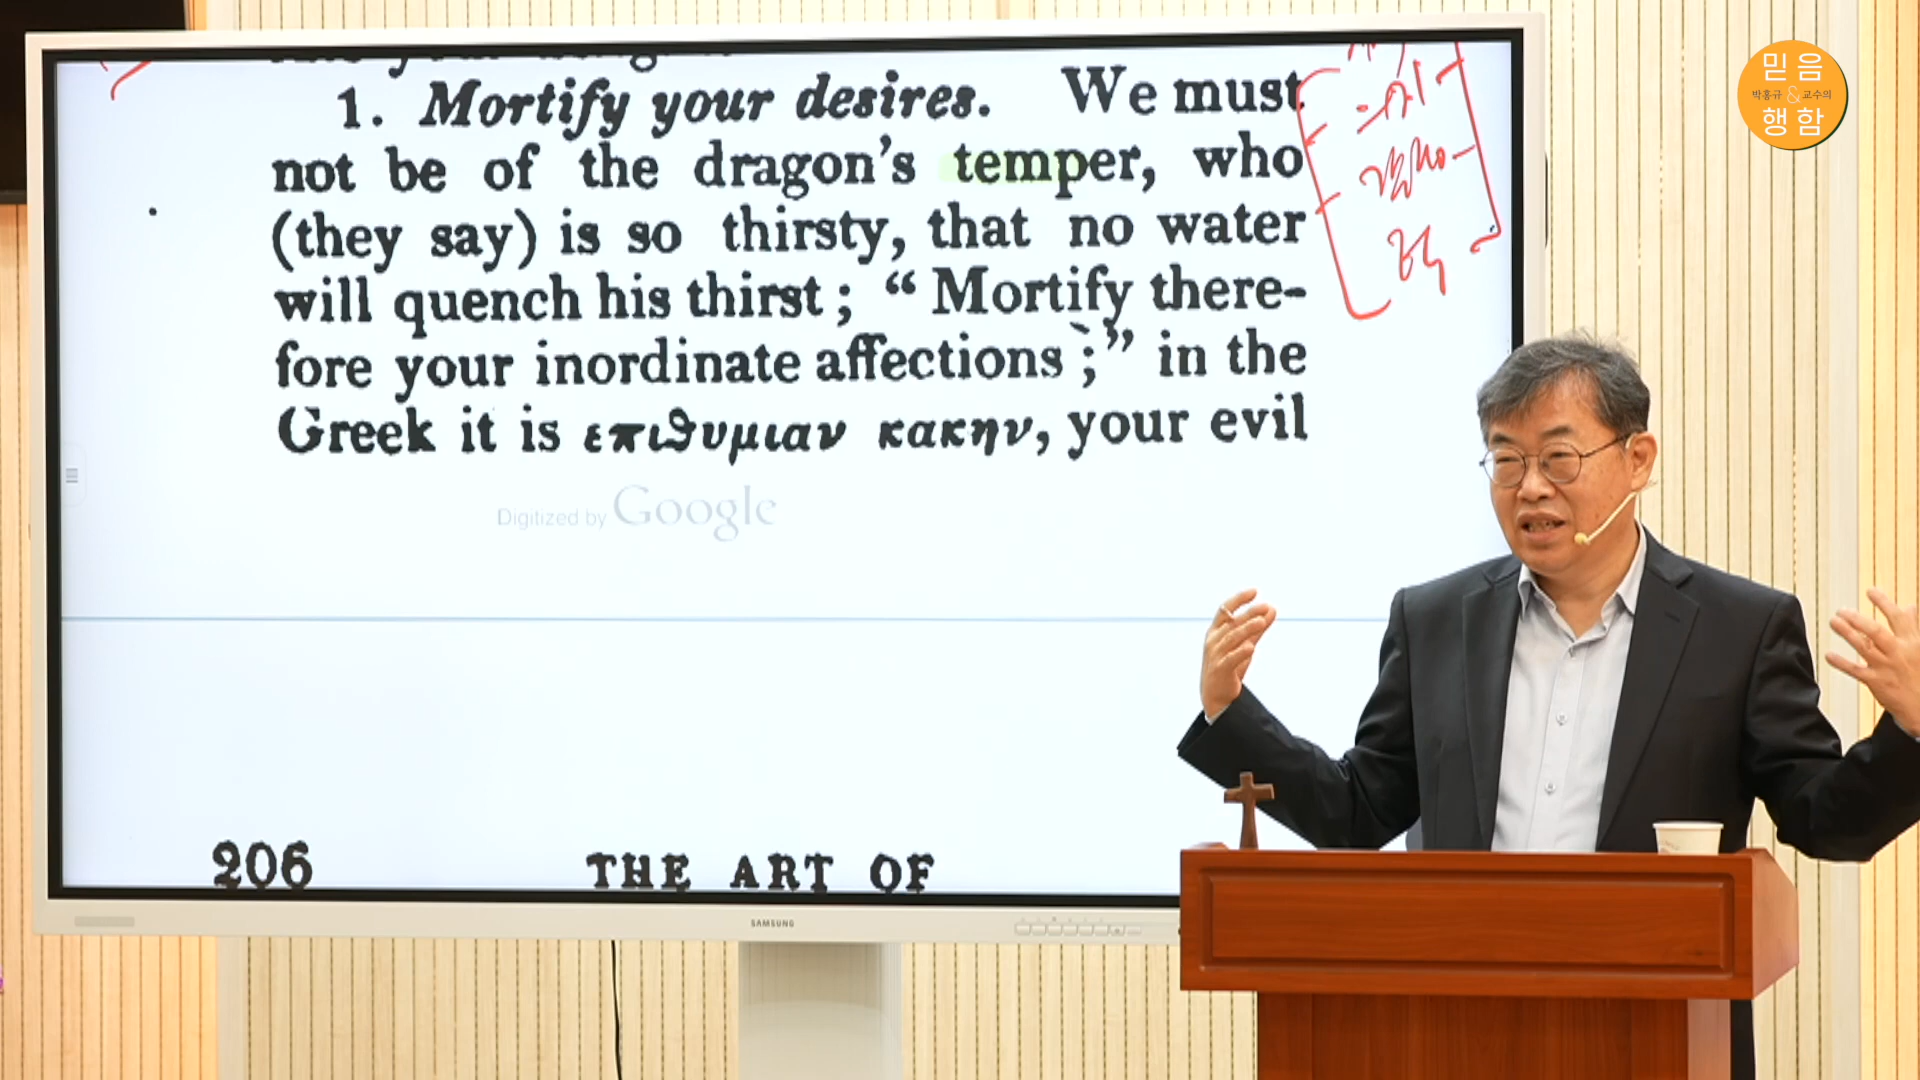 1. Mortify your desires. We must
not be of the dragon's temper, who
(they say) is so thirsty, that no water
will quench his thirst; “ Mortify there-
fore your inordinate affections;” in the
Greek it is επιϑυμιαν κακην, your evil
Digitized by Google
206 THE ART OF
SAMSUNG
믿음
박홍규 & 교수의
행함